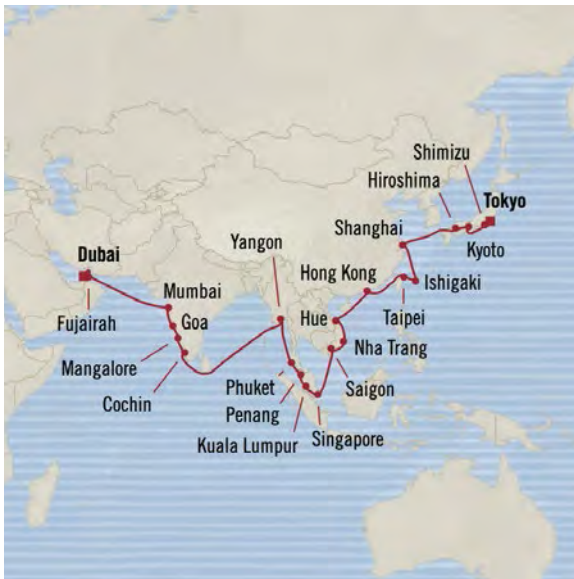 Shimizu
Hiroshima
Tokyo
Shanghai
Kyoto
Yangon
Dubai
Hong Kong
Ishigaki
Mumbai
Taipei
Fujairah
Goa
Hue
Nha Trang
Mangalore
Saigon
Phuket
Cochin
Penang
Kuala Lumpur
Singapore